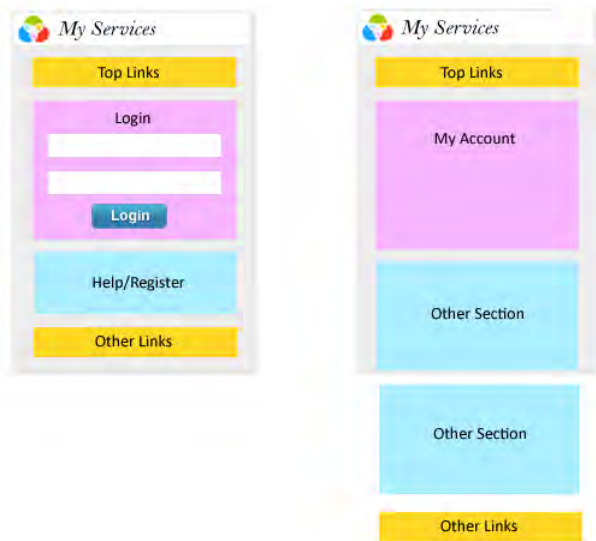 My Services
Top Links
Login
Login
Help/Register
Other Links
My Services
Top Links
My Account
Other Section
Other Section
Other Links